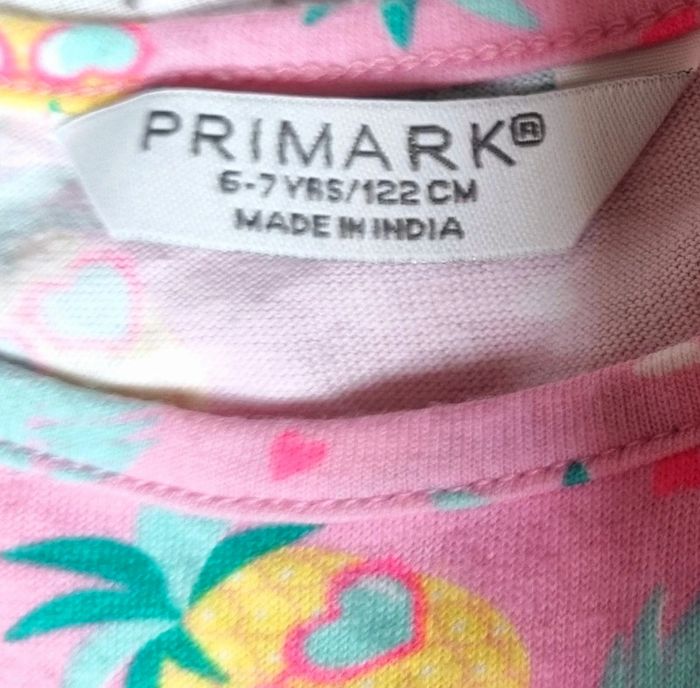 PRIMARK®
6-7 YRS/122 CM
MADE IN INDIA